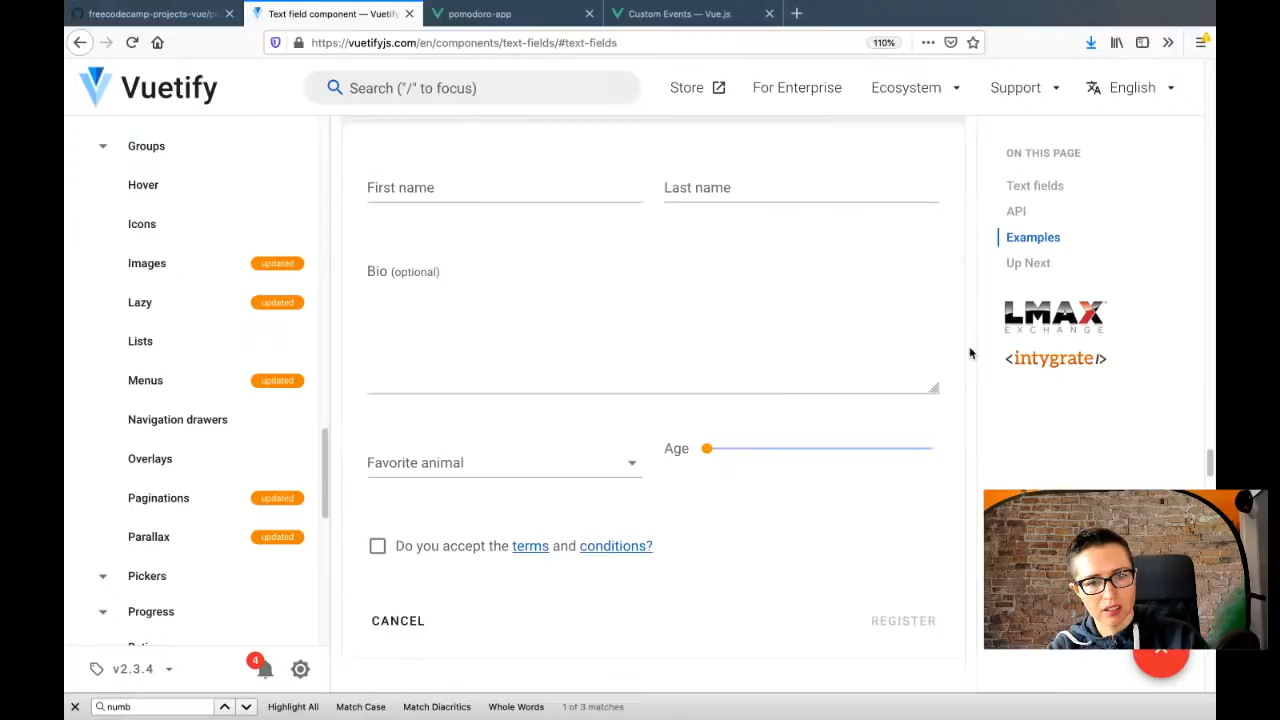 freecodecamp-projects-vue/p
Text field component — Vuetify
pomodoro-app
Custom Events — Vue.js
https://vuetifyjs.com/en/components/text-fields/#text-fields
110%
Vuetify
Search ("/" to focus)
Store
For Enterprise
Ecosystem
Support
English
Groups
Hover
Icons
Images updated
Lazy updated
Lists
Menus updated
Navigation drawers
Overlays
Paginations updated
Parallax updated
Pickers
Progress
v2.3.4
4
First name
Last name
Bio (optional)
Favorite animal
Age
Do you accept the terms and conditions?
CANCEL
REGISTER
ON THIS PAGE
Text fields
API
Examples
Up Next
LMAX
EXCHANGE
<intygrate/>
numb
Highlight All
Match Case
Match Diacritics
Whole Words
1 of 3 matches